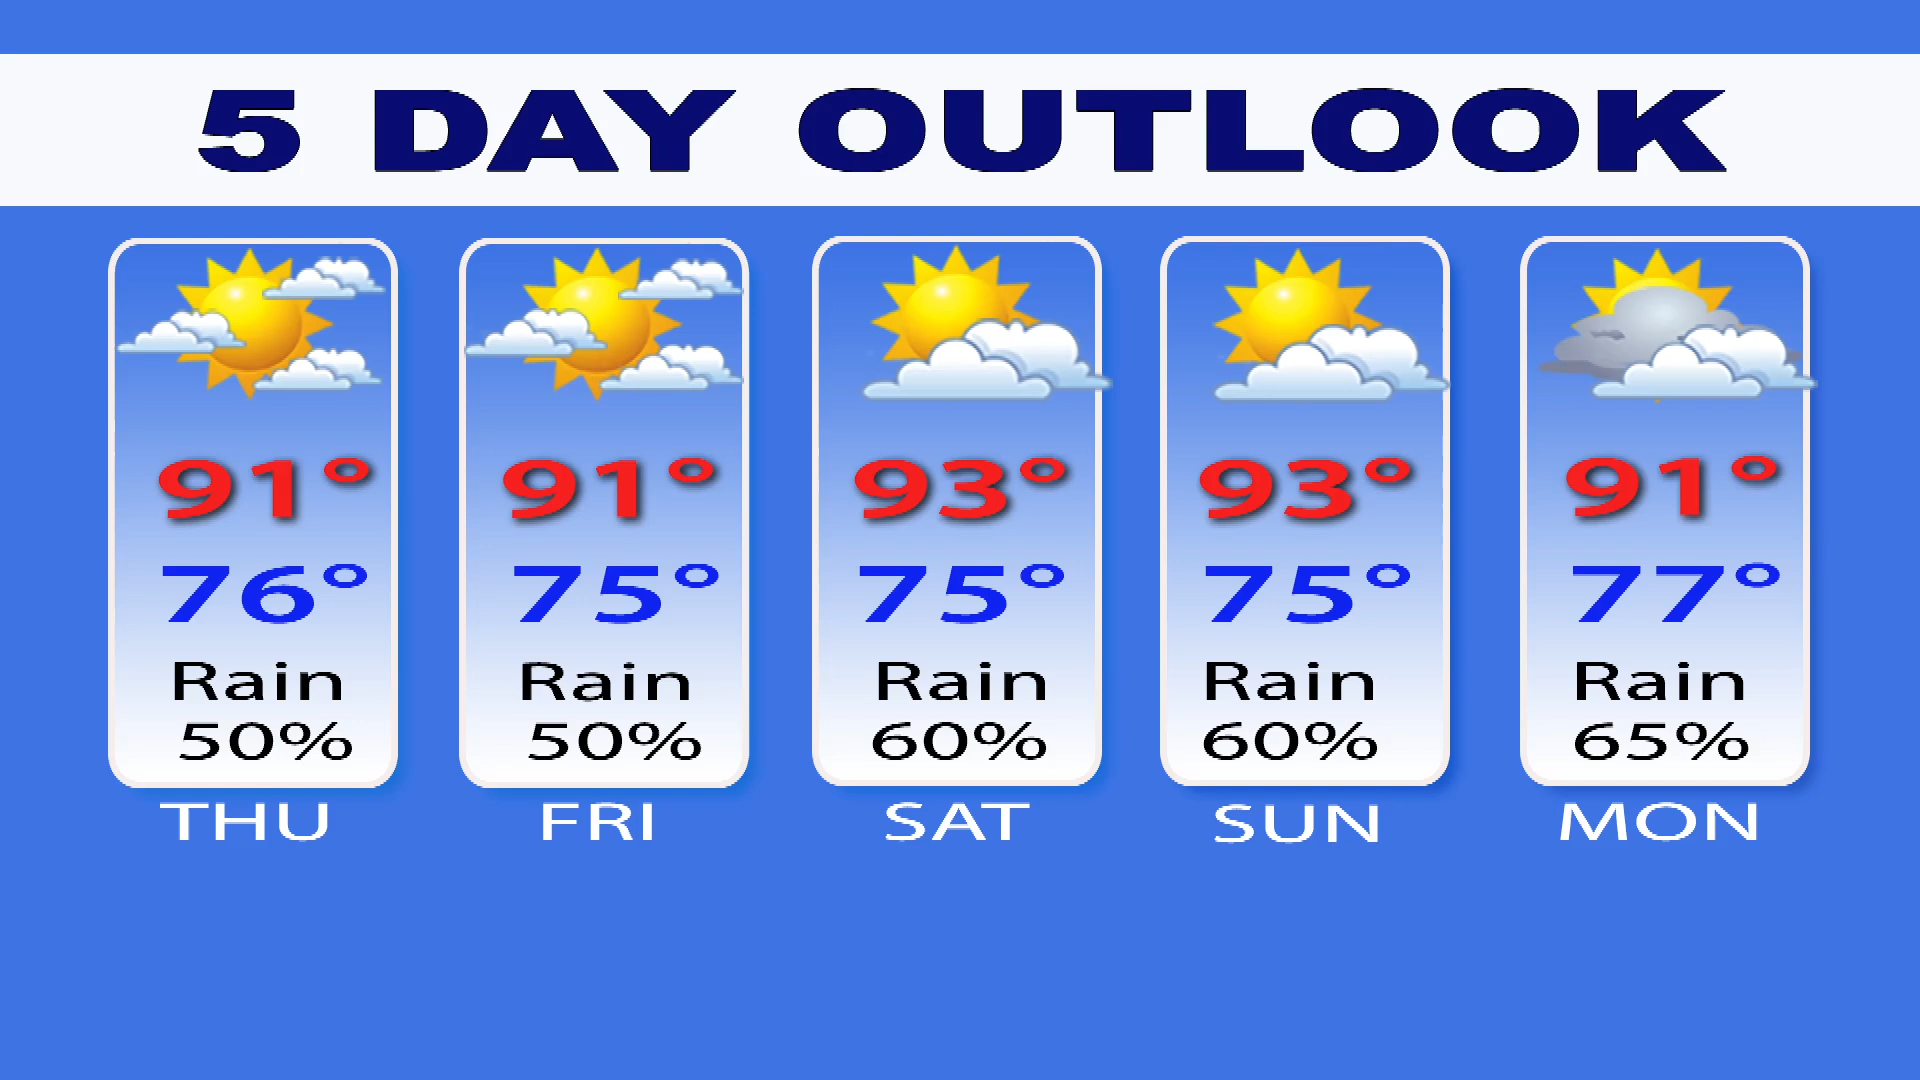 5 DAY OUTLOOK
91°
76°
Rain
50%
THU
91°
75°
Rain
50%
FRI
93°
75°
Rain
60%
SAT
93°
75°
Rain
60%
SUN
91°
77°
Rain
65%
MON